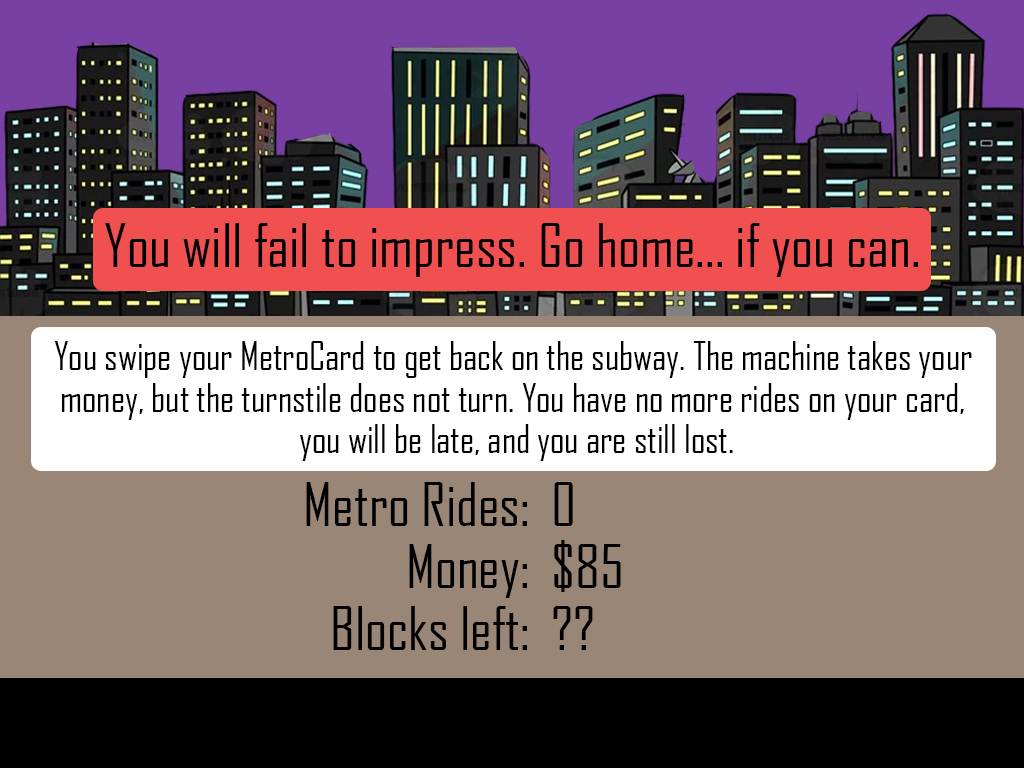 You will fail to impress. Go home... if you can.
You swipe your MetroCard to get back on the subway. The machine takes your
money, but the turnstile does not turn. You have no more rides on your card,
you will be late, and you are still lost.
Metro Rides: 0
Money: $85
Blocks left: ??